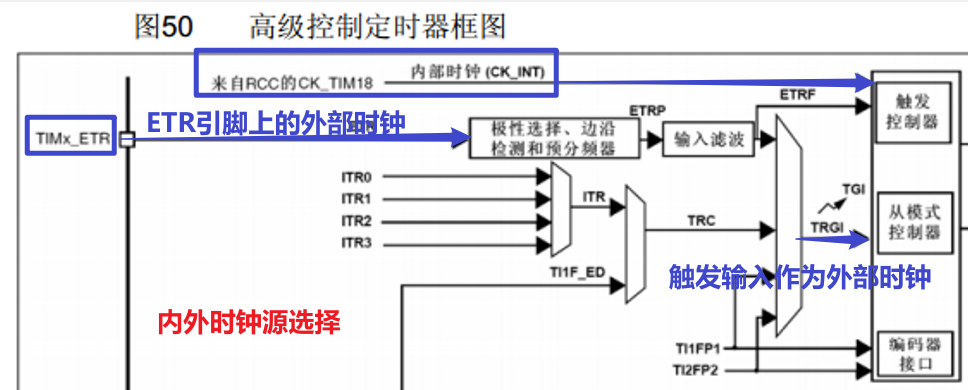 图50 高级控制定时器框图
来自RCC的CK_TIM18 内部时钟 (CK_INT)
ETRF
触发
控制器
TIMx_ETR
ETR引脚上的外部时钟
ETRP
极性选择、边沿
检测和预分频器
输入滤波
ITR0
ITR1
ITR2
ITR3
ITR
TRC
TI1F_ED
TGI
TRGI
从模式
控制器
触发输入作为外部时钟
内外时钟源选择
TI1FP1
TI2FP2
编码器
接口